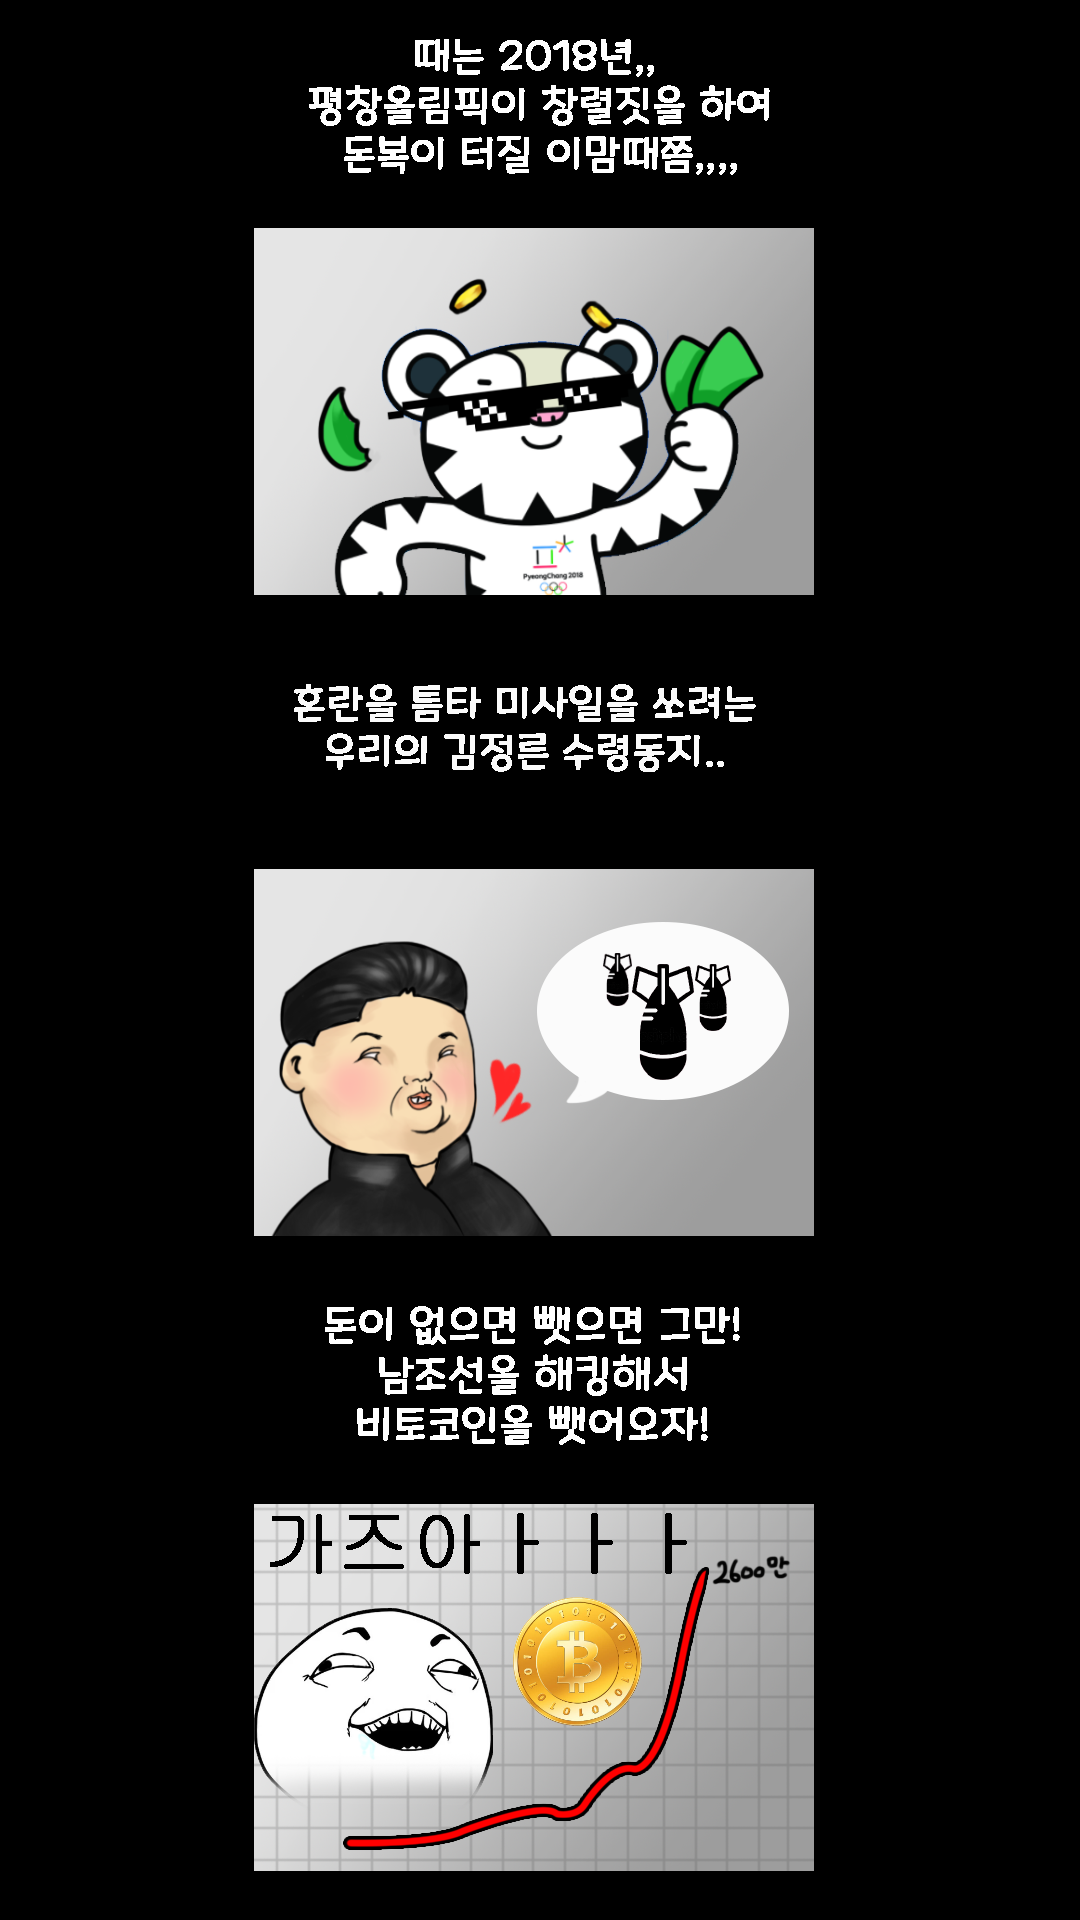 때는 2018년,,
평창올림픽이 창렬짓을 하여
돈복이 터질 이맘때쯤,,,,
PyeongChang 2018
혼란을 틈타 미사일을 쏘려는
우리의 김정른 수령동지..
돈이 없으면 뺏으면 그만!
남조선을 해킹해서
비토코인을 뺏어오자!
가즈아ㅏㅏㅏ
2600만